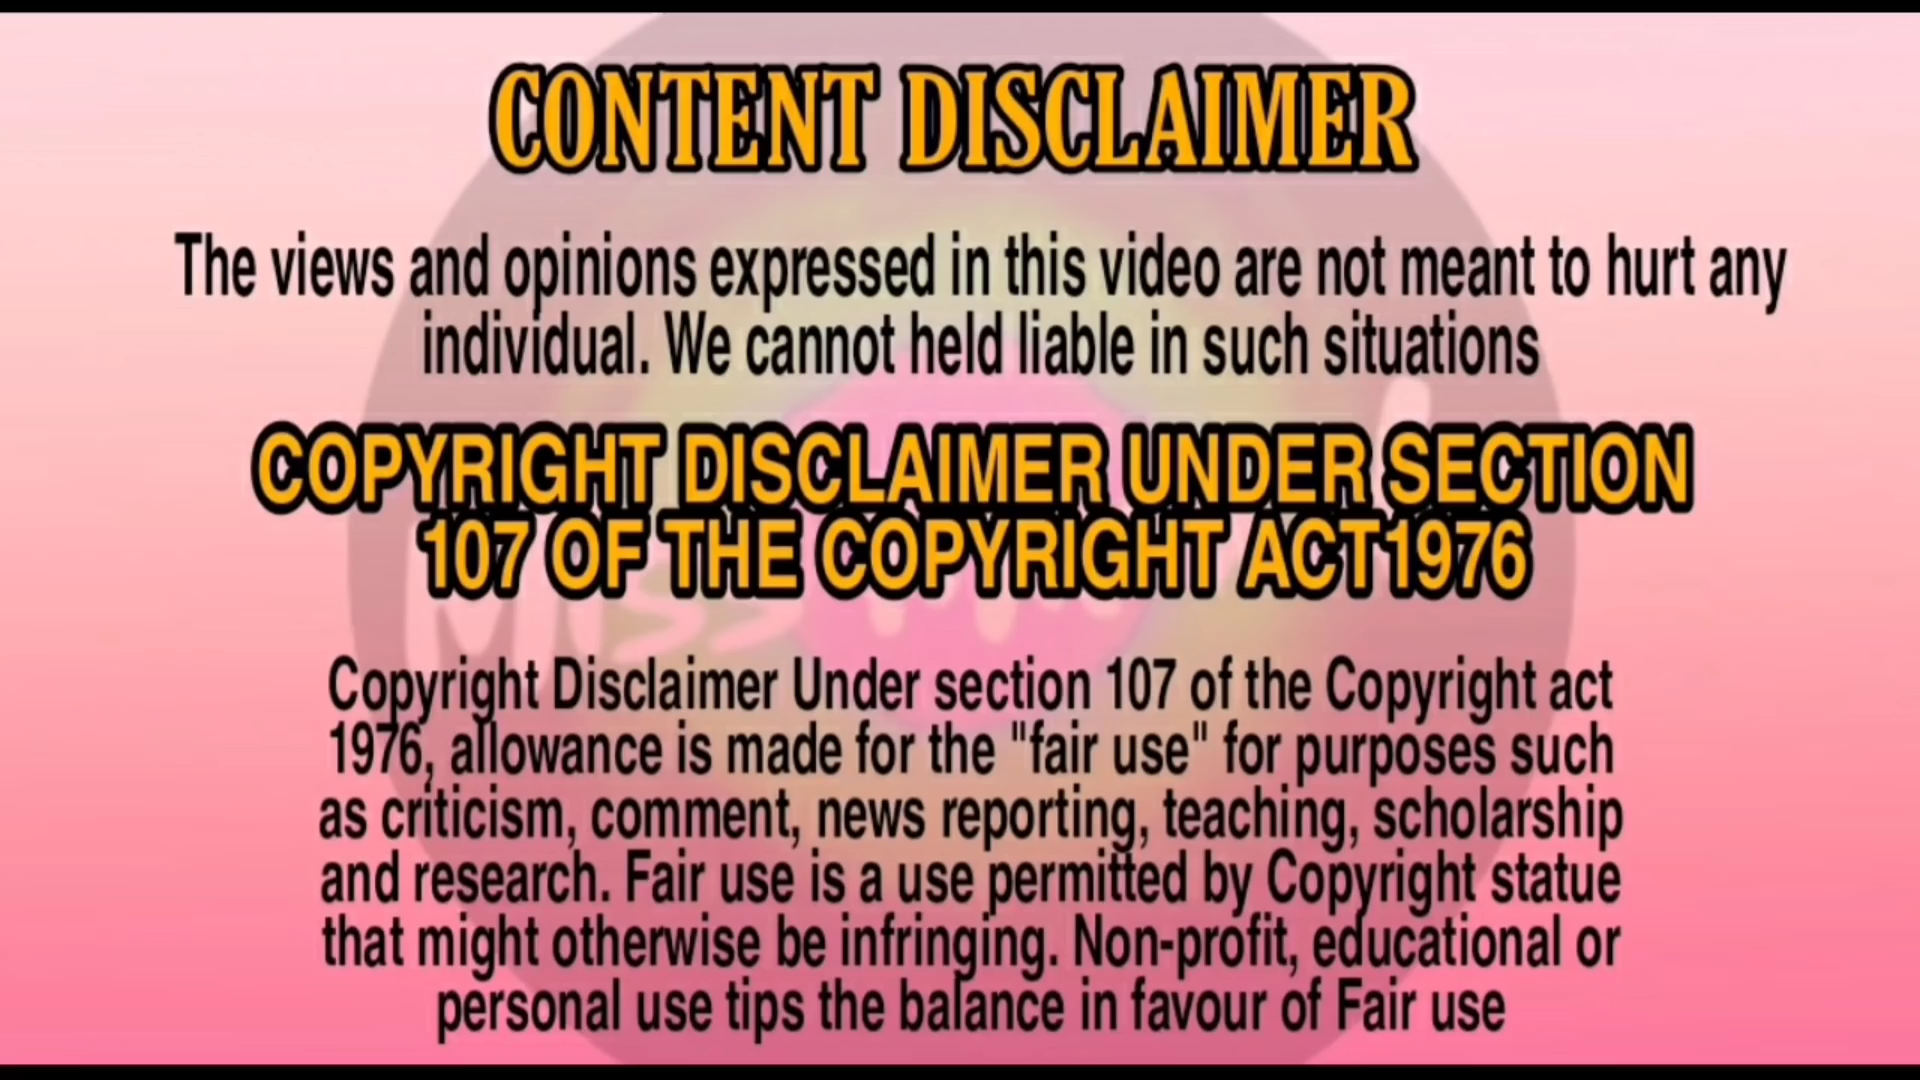 CONTENT DISCLAIMER
The views and opinions expressed in this video are not meant to hurt any
individual. We cannot held liable in such situations
COPYRIGHT DISCLAIMER UNDER SECTION
107 OF THE COPYRIGHT ACT1976
Miss
Copyright Disclaimer Under section 107 of the Copyright act
1976, allowance is made for the "fair use" for purposes such
as criticism, comment, news reporting, teaching, scholarship
and research. Fair use is a use permitted by Copyright statue
that might otherwise be infringing. Non-profit, educational or
personal use tips the balance in favour of Fair use